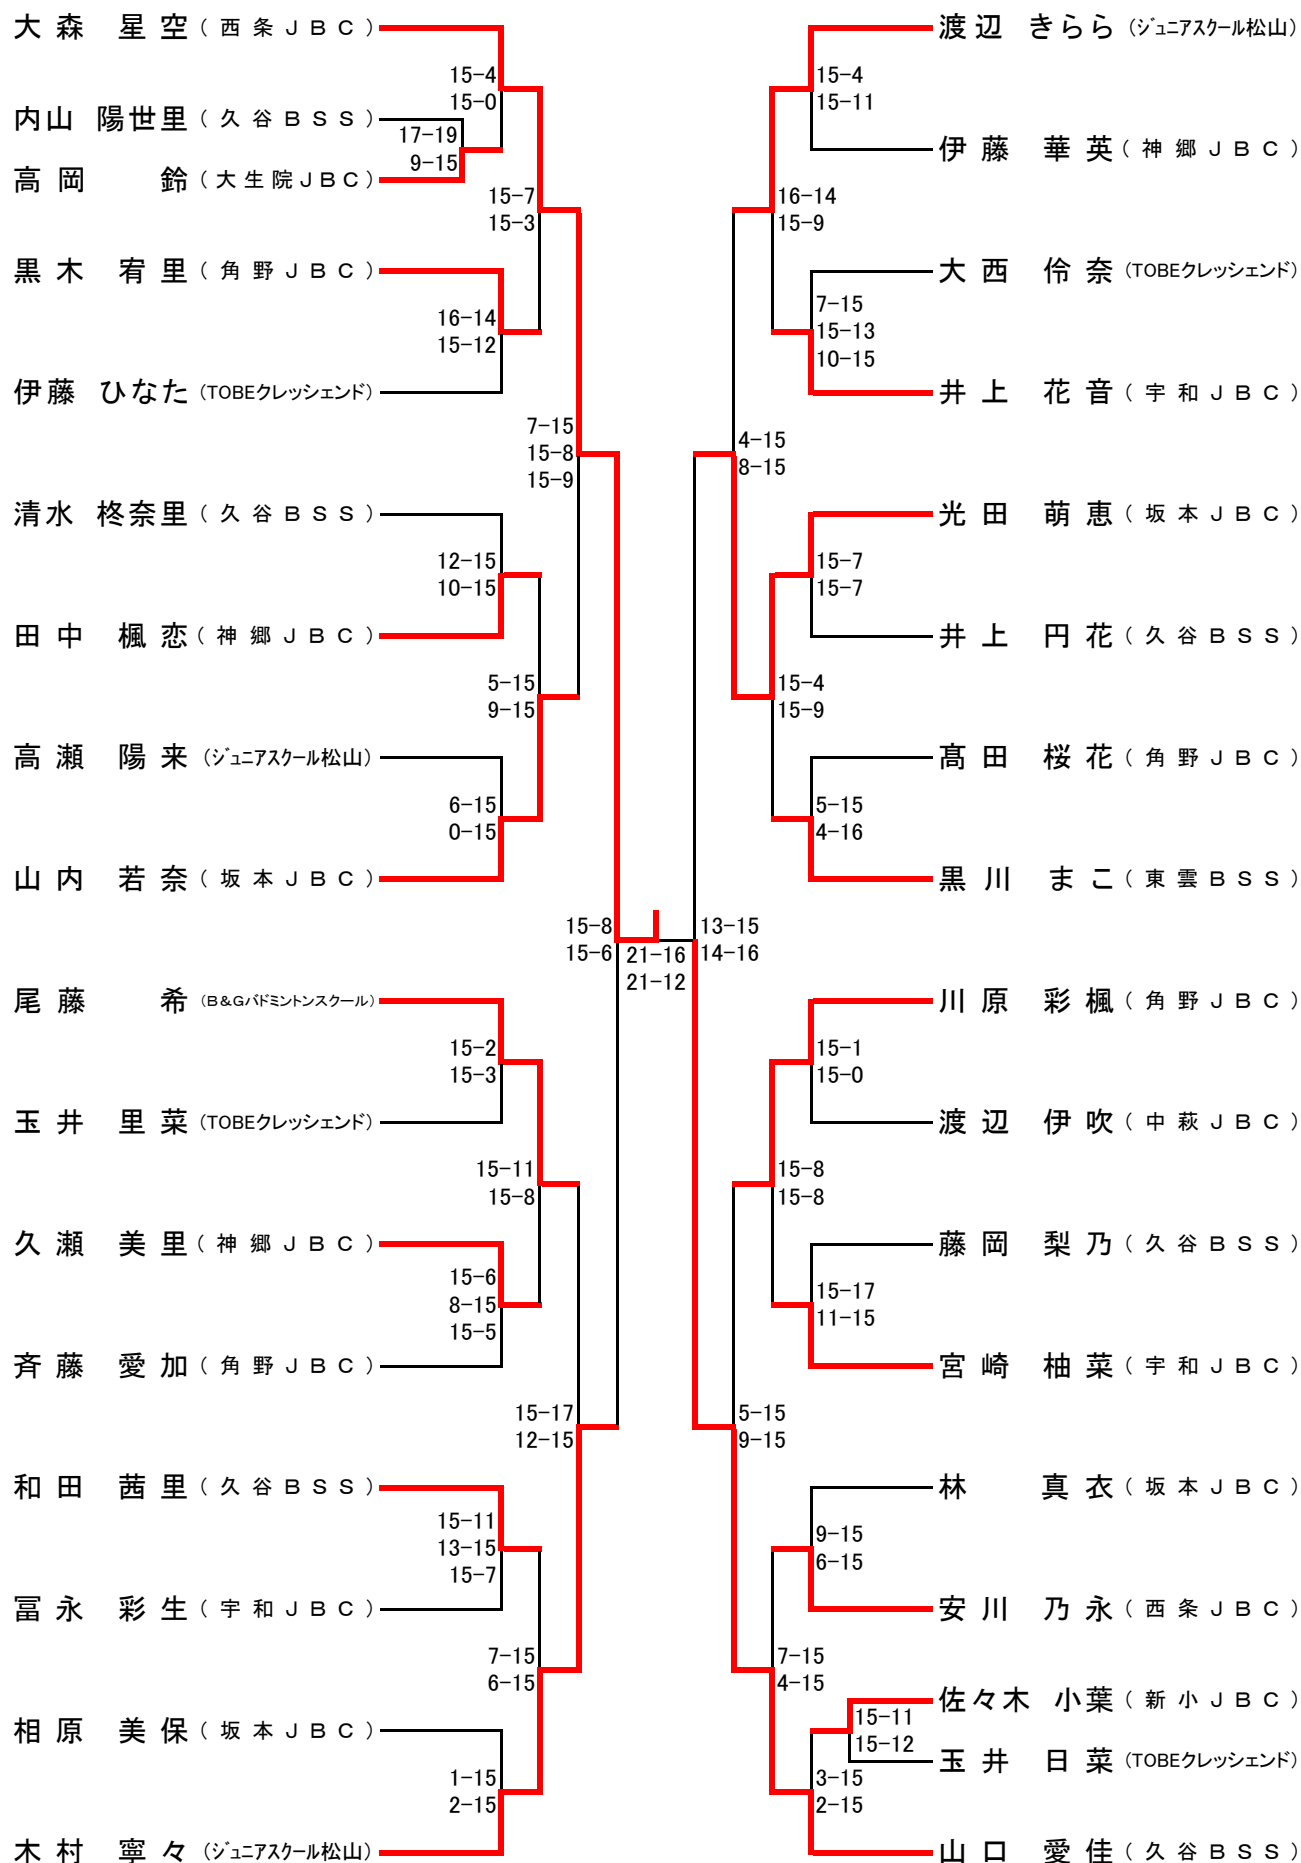 大森 星空 (西条JBC)
15-4
15-0
内山 陽世里 (久谷BSS)
17-19
9-15
高岡 鈴 (大生院JBC)
15-7
15-3
黒木 宥里 (角野JBC)
16-14
15-12
伊藤 ひなた (TOBEクレッシェンド)
7-15
15-8
15-9
清水 柊奈里 (久谷BSS)
12-15
10-15
田中 楓恋 (神郷JBC)
5-15
9-15
高瀬 陽来 (ジュニアスクール松山)
6-15
0-15
山内 若奈 (坂本JBC)
15-8
15-6
尾藤 希 (B&Gバドミントンスクール)
15-2
15-3
玉井 里菜 (TOBEクレッシェンド)
15-11
15-8
久瀬 美里 (神郷JBC)
15-6
8-15
15-5
斉藤 愛加 (角野JBC)
15-17
12-15
和田 茜里 (久谷BSS)
15-11
13-15
15-7
冨永 彩生 (宇和JBC)
7-15
6-15
相原 美保 (坂本JBC)
1-15
2-15
木村 寧々 (ジュニアスクール松山)
21-16
21-12
渡辺 きらら (ジュニアスクール松山)
15-4
15-11
伊藤 華英 (神郷JBC)
16-14
15-9
大西 伶奈 (TOBEクレッシェンド)
7-15
15-13
10-15
井上 花音 (宇和JBC)
4-15
8-15
光田 萌恵 (坂本JBC)
15-7
15-7
井上 円花 (久谷BSS)
15-4
15-9
髙田 桜花 (角野JBC)
5-15
4-16
黒川 まこ (東雲BSS)
13-15
14-16
川原 彩楓 (角野JBC)
15-1
15-0
渡辺 伊吹 (中萩JBC)
15-8
15-8
藤岡 梨乃 (久谷BSS)
15-17
11-15
宮崎 柚菜 (宇和JBC)
5-15
9-15
林 真衣 (坂本JBC)
9-15
6-15
安川 乃永 (西条JBC)
7-15
4-15
佐々木 小葉 (新小JBC)
15-11
15-12
玉井 日菜 (TOBEクレッシェンド)
3-15
2-15
山口 愛佳 (久谷BSS)